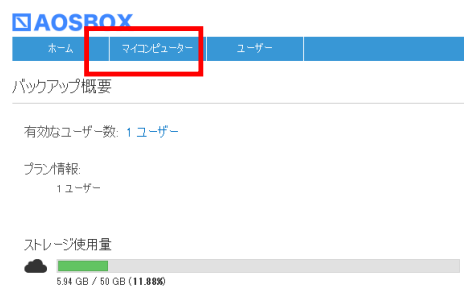 AOSBOX
ホーム マイコンピューター ユーザー
バックアップ概要
有効なユーザー数: 1 ユーザー
プラン情報:
1 ユーザー
ストレージ使用量
5.94 GB / 50 GB (11.88%)